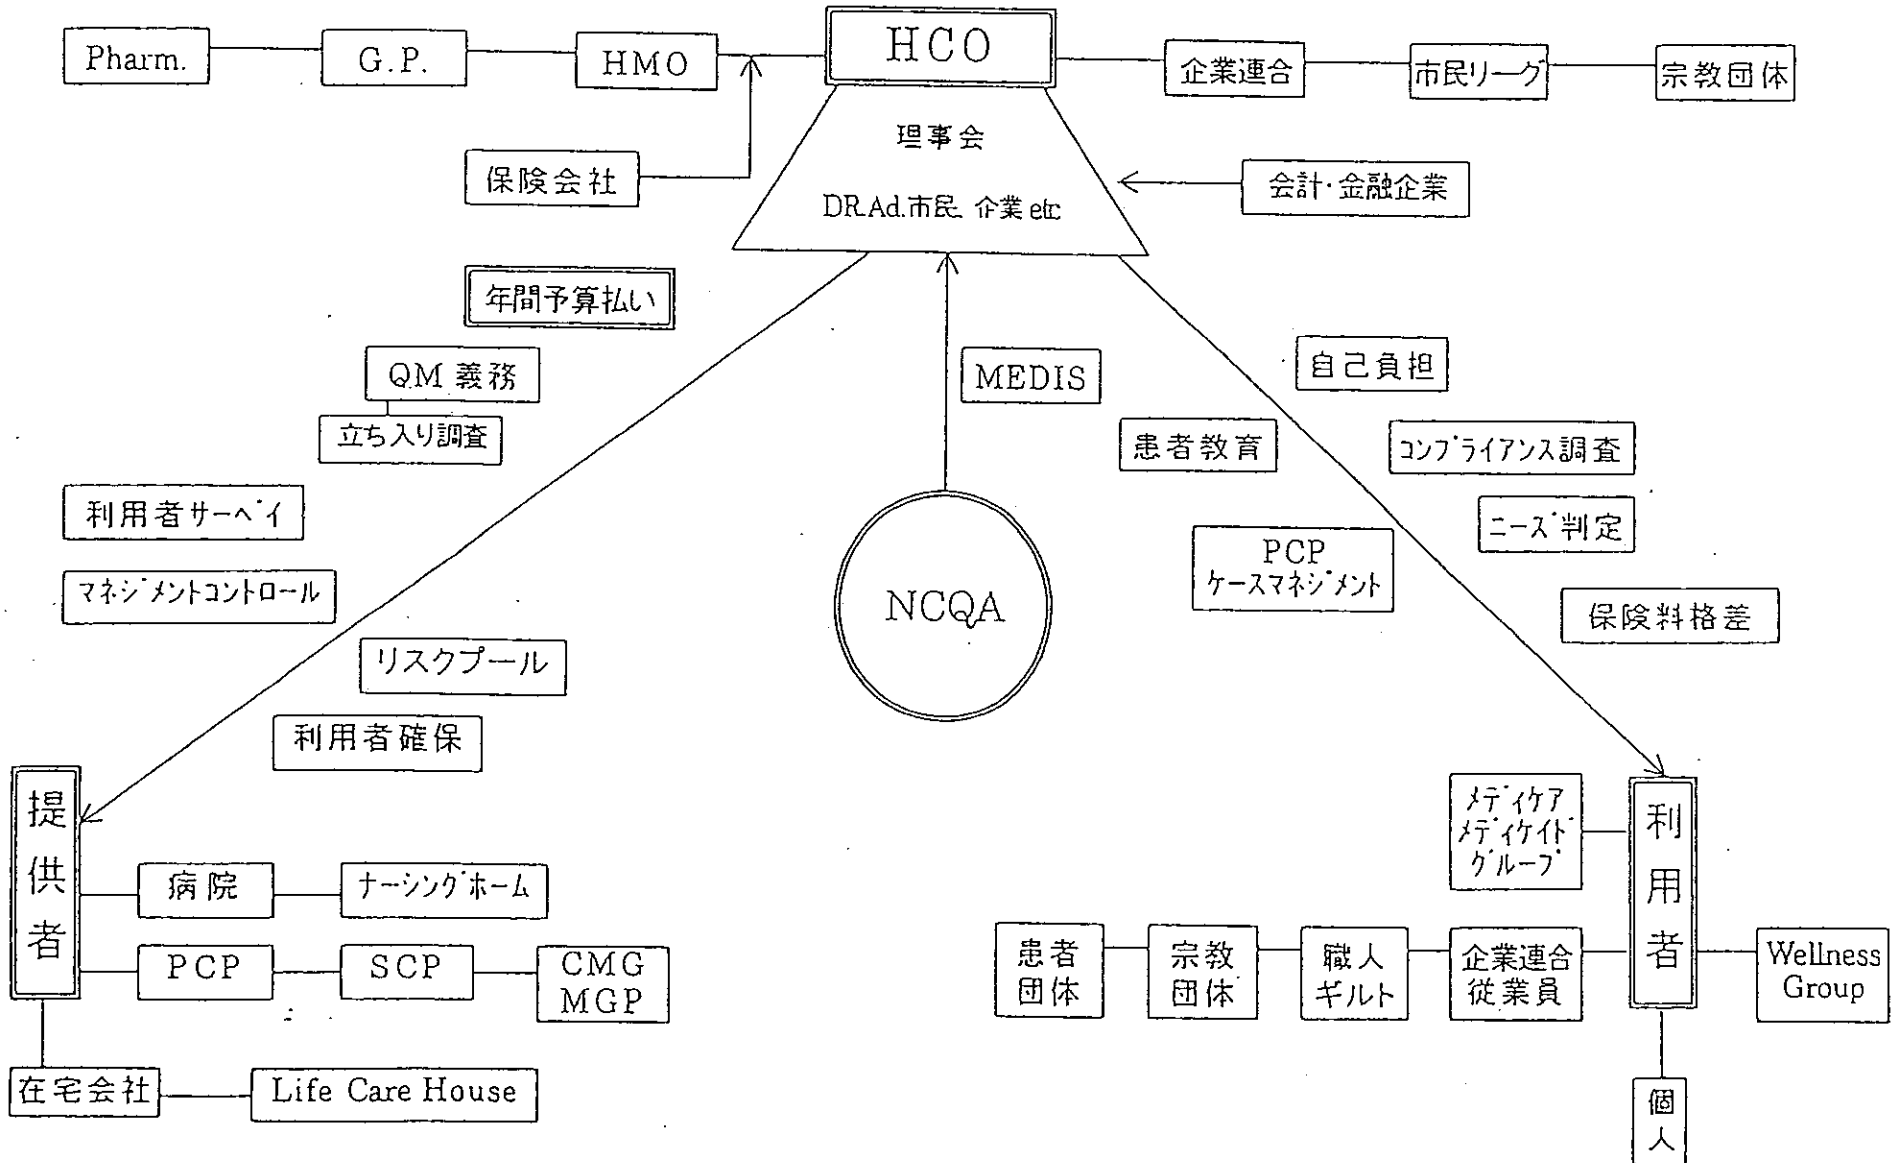 Pharm.
G.P.
HMO
HCO
企業連合
市民リーグ
宗教団体
理事会
保険会社
会計・金融企業
DR.Ad.市民 企業 etc
年間予算払い
QM 義務
立ち入り調査
MEDIS
自己負担
患者教育
コンプライアンス調査
利用者サーベイ
ニーズ判定
PCP
ケースマネジメント
マネジメントコントロール
NCQA
保険料格差
リスクプール
利用者確保
提供者
病院
ナーシングホーム
PCP
SCP
CMG
MGP
在宅会社
Life Care House
メディケア
メディケイド
グループ
利用者
患者
団体
宗教
団体
職人
ギルト
企業連合
従業員
Wellness
Group
個人